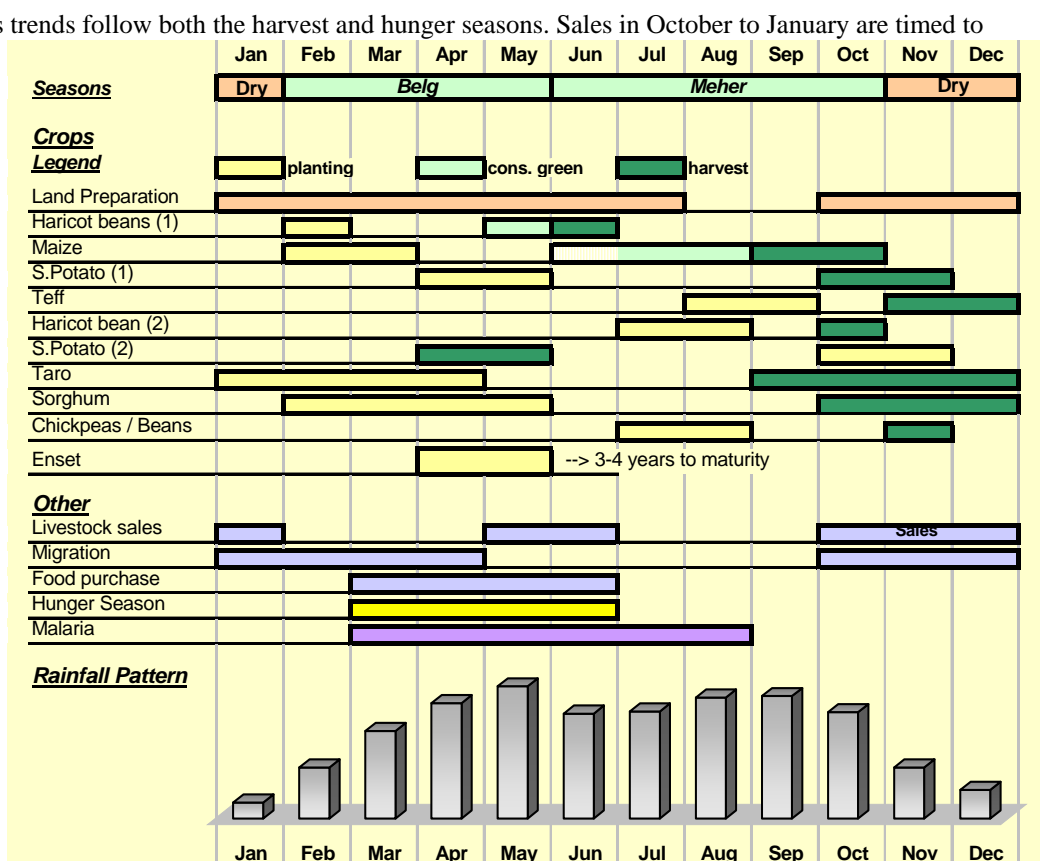 s trends follow both the harvest and hunger seasons. Sales in October to January are timed to
Jan Feb Mar Apr May Jun Jul Aug Sep Oct Nov Dec
Seasons Dry Belg Meher Dry
Crops
Legend planting cons. green harvest
Land Preparation
Haricot beans (1)
Maize
S.Potato (1)
Teff
Haricot bean (2)
S.Potato (2)
Taro
Sorghum
Chickpeas / Beans
Enset --> 3-4 years to maturity
Other
Livestock sales Sales
Migration
Food purchase
Hunger Season
Malaria
Rainfall Pattern
Jan Feb Mar Apr May Jun Jul Aug Sep Oct Nov Dec